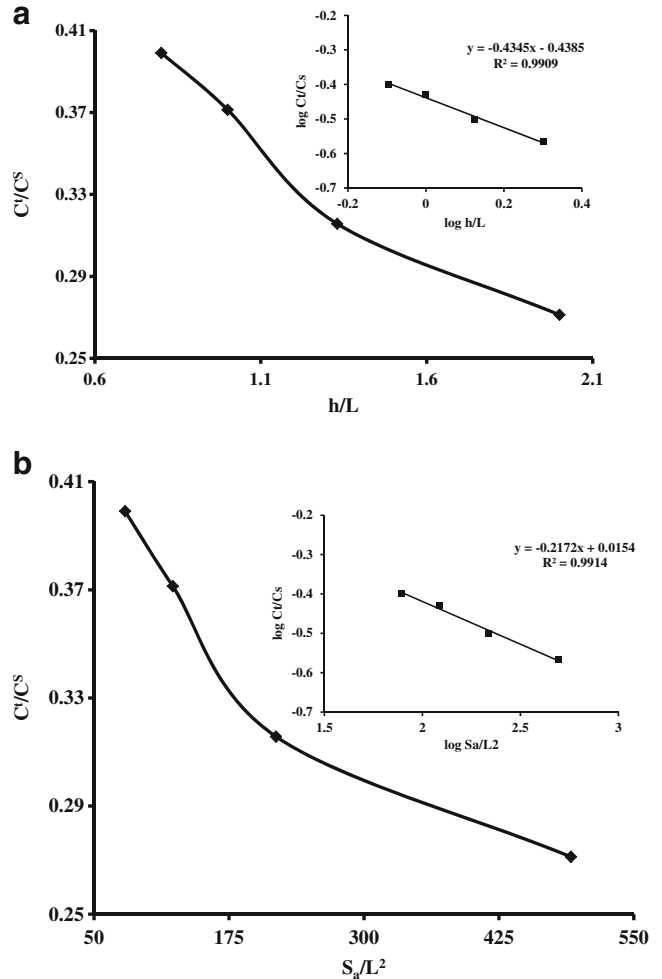 a
0.41
0.37
0.33
0.29
0.25
0.6
1.1
1.6
2.1
Cᵗ/Cˢ
h/L
-0.2
-0.3
-0.4
-0.5
-0.6
-0.7
-0.2
0
0.2
0.4
log Ct/Cs
log h/L
y = -0.4345x - 0.4385
R² = 0.9909
b
0.41
0.37
0.33
0.29
0.25
50
175
300
425
550
Cᵗ/Cˢ
Sₐ/L²
-0.2
-0.3
-0.4
-0.5
-0.6
-0.7
1.5
2
2.5
3
log Ct/Cs
log Sa/L2
y = -0.2172x + 0.0154
R² = 0.9914